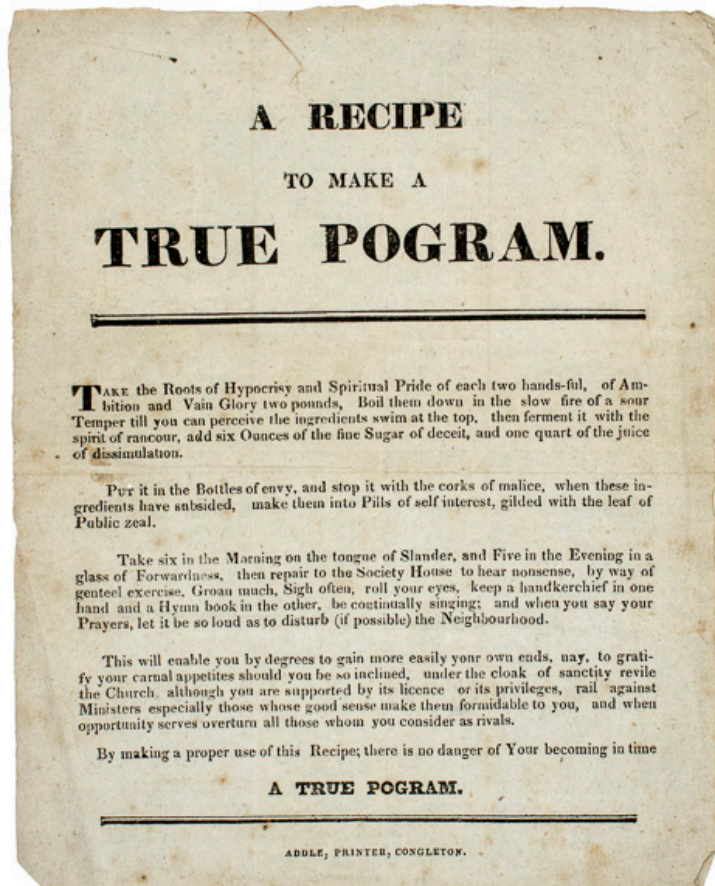 A RECIPE
TO MAKE A
TRUE POGRAM.
TAKE the Roots of Hypocrisy and Spiritual Pride of each two hands-ful, of Am-
bition and Vain Glory two pounds, Boil them down in the slow fire of a sour
Temper till you can perceive the ingredients swim at the top, then ferment it with the
spirit of rancour, add six Ounces of the fine Sugar of deceit, and one quart of the juice
of dissimulation.
PUT it in the Bottles of envy, and stop it with the corks of malice, when these in-
gredients have subsided, make them into Pills of self interest, gilded with the leaf of
Public zeal.
Take six in the Morning on the tongue of Slander, and Five in the Evening in a
glass of Forwardness, then repair to the Society House to hear nonsense, by way of
genteel exercise, Groan much, Sigh often, roll your eyes, keep a handkerchief in one
hand and a Hymn book in the other, be continually singing; and when you say your
Prayers, let it be so loud as to disturb (if possible) the Neighbourhood.
This will enable you by degrees to gain more easily your own ends, nay, to grati-
fy your carnal appetites should you be so inclined, under the cloak of sanctity revile
the Church, although you are supported by its licence or its privileges, rail against
Ministers especially those whose good sense make them formidable to you, and when
opportunity serves overturn all those whom you consider as rivals.
By making a proper use of this Recipe; there is no danger of Your becoming in time
A TRUE POGRAM.
ADDLE, PRINTER, CONGLETON.